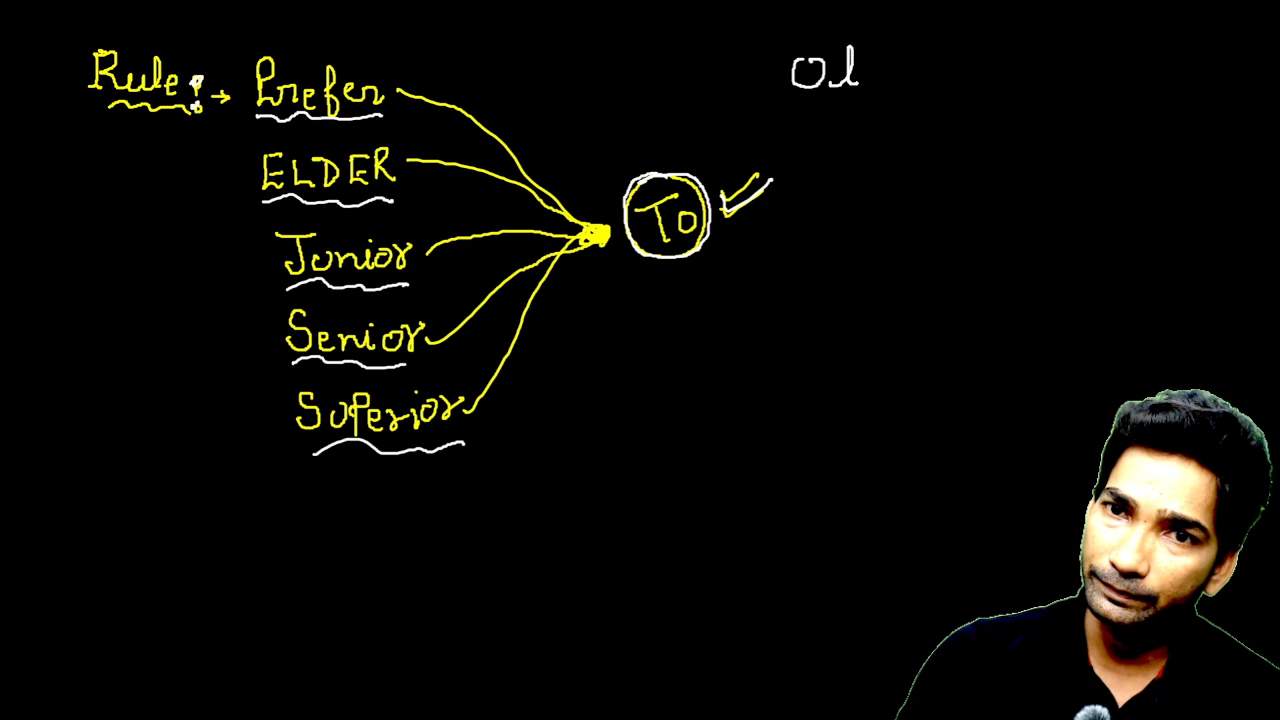 Rule: → Prefer
Ol
ELDER
To
Junior
Senior
Superior